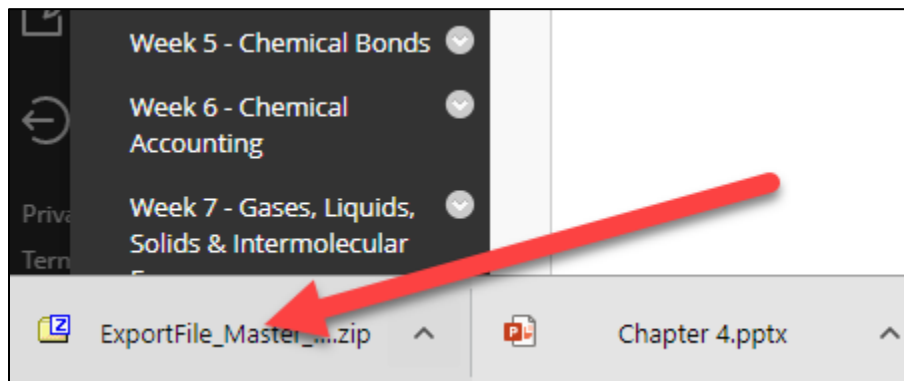 Week 5 - Chemical Bonds
Week 6 - Chemical
Accounting
Week 7 - Gases, Liquids,
Solids & Intermolecular
Priva
Term
ExportFile_Master_....zip
Chapter 4.pptx